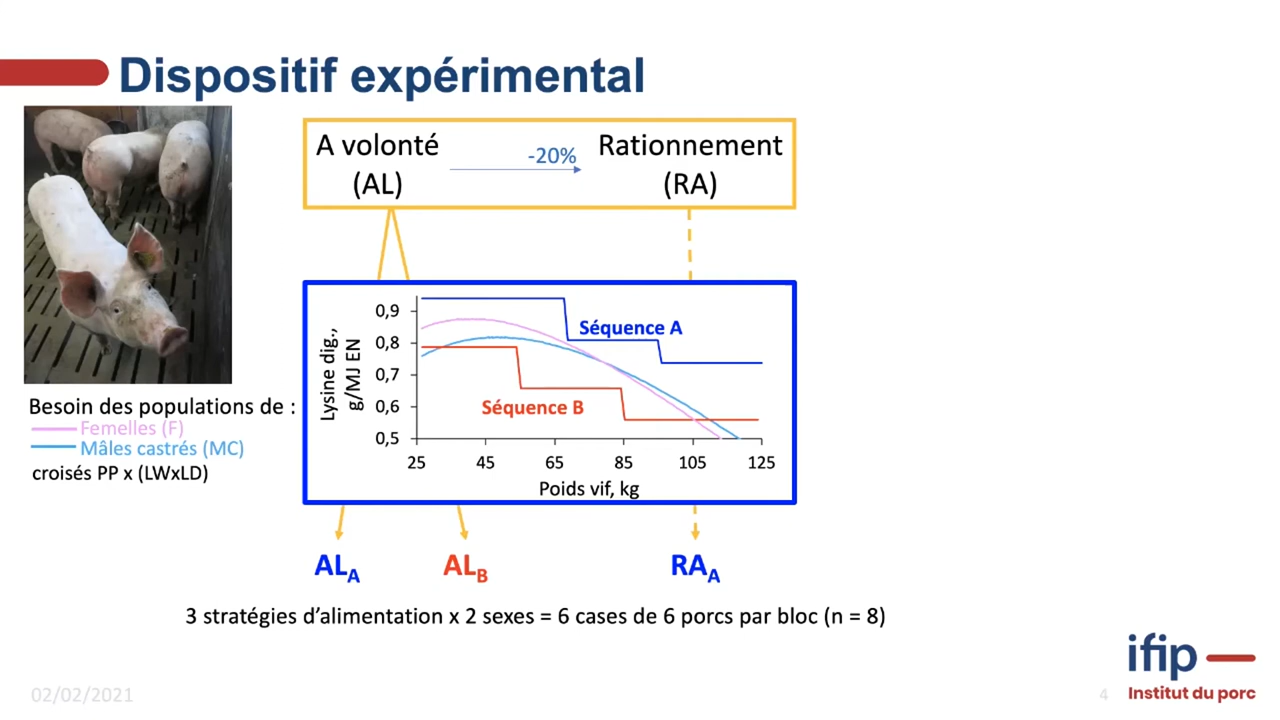 Dispositif expérimental
A volonté
(AL)
-20%
Rationnement
(RA)
Besoin des populations de :
Femelles (F)
Mâles castrés (MC)
croisés PP x (LWxLD)
Lysine dig.,
g/MJ EN
0,9
0,8
0,7
0,6
0,5
Séquence A
Séquence B
25 45 65 85 105 125
Poids vif, kg
ALA
ALB
RAA
3 stratégies d’alimentation x 2 sexes = 6 cases de 6 porcs par bloc (n = 8)
02/02/2021
4
ifip
Institut du porc